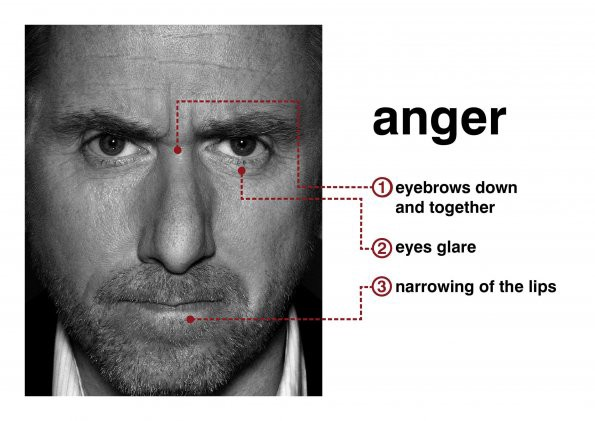 anger
1 eyebrows down
and together
2 eyes glare
3 narrowing of the lips